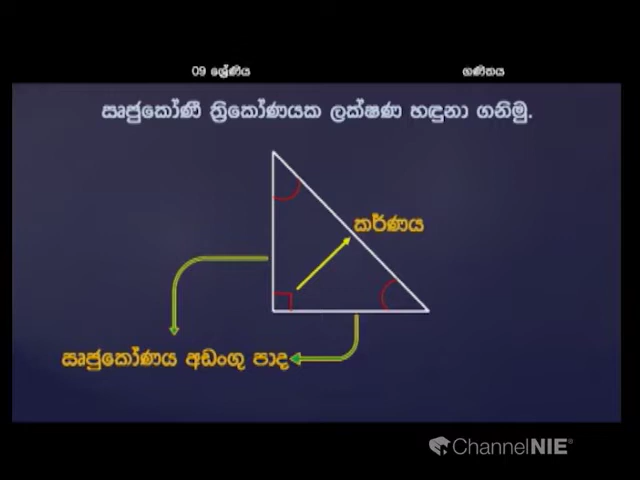 09 ශ්‍රේණිය
ගණිතය
සෘජුකෝණී ත්‍රිකෝණයක ලක්ෂණ හඳුනා ගනිමු.
කර්ණය
සෘජුකෝණය අඩංගු පාද
ChannelNIE